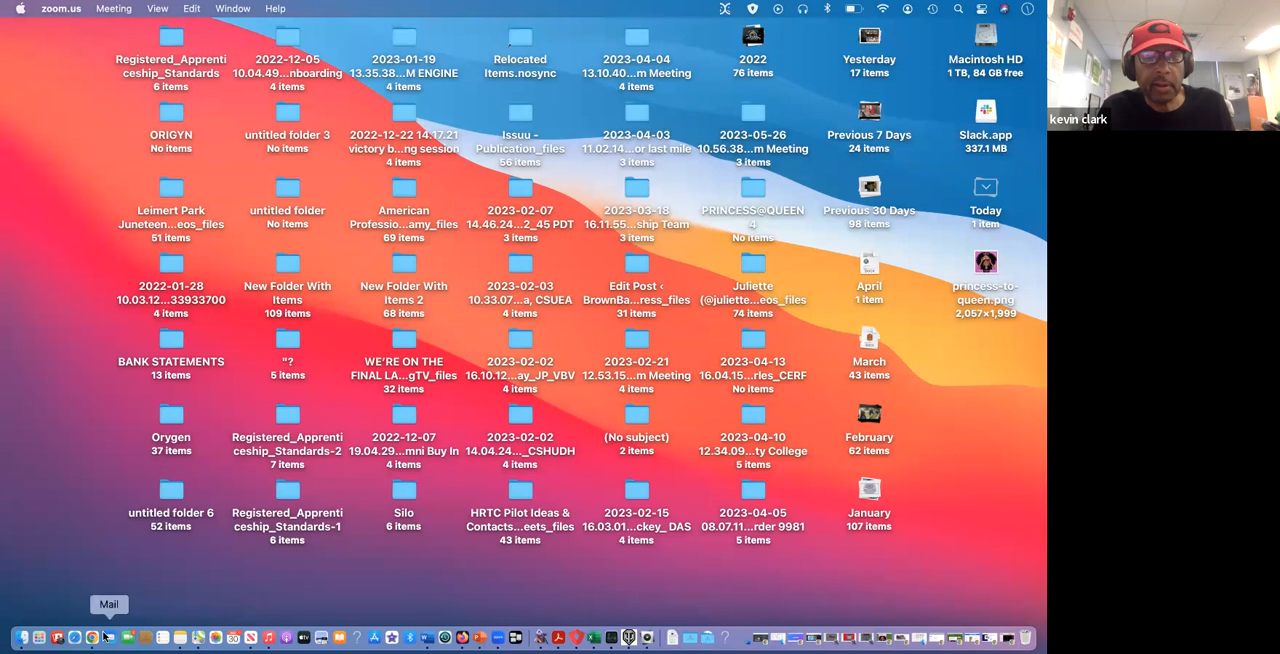 zoom.us Meeting View Edit Window Help
kevin clark
Registered_Apprenti
ceship_Standards
6 items
2022-12-05
10.04.49...nboarding
4 items
2023-01-19
13.35.38...M ENGINE
4 items
Relocated
Items.nosync
2023-04-04
13.10.40...m Meeting
4 items
2022
76 items
Yesterday
17 items
Macintosh HD
1 TB, 84 GB free
ORIGYN
No items
untitled folder 3
No items
2022-12-22 14.17.21
victory b...ng session
4 items
Issuu -
Publication_files
56 items
2023-04-03
11.02.14...or last mile
3 items
2023-05-26
10.56.38...m Meeting
3 items
Previous 7 Days
24 items
Slack.app
337.1 MB
Leimert Park
Juneteen...eos_files
51 items
untitled folder
No items
American
Professio...amy_files
69 items
2023-02-07
14.46.24...2_45 PDT
3 items
2023-03-18
16.11.55...ship Team
3 items
PRINCESS@QUEEN
4
No items
Previous 30 Days
98 items
Today
1 item
2022-01-28
10.03.12...33933700
4 items
New Folder With
Items
109 items
New Folder With
Items 2
68 items
2023-02-03
10.33.07...a, CSUEA
4 items
Edit Post ‹
BrownBa...ress_files
31 items
Juliette
(@juliette...eos_files
74 items
April
1 item
princess-to-
queen.png
2,057×1,999
BANK STATEMENTS
13 items
"?
5 items
WE'RE ON THE
FINAL LA...gTV_files
32 items
2023-02-02
16.10.12...ay_JP_VBV
4 items
2023-02-21
12.53.15...m Meeting
4 items
2023-04-13
16.04.15...rles_CERF
No items
March
43 items
Orygen
37 items
Registered_Apprenti
ceship_Standards-2
7 items
2022-12-07
19.04.29...mni Buy In
4 items
2023-02-02
14.04.24..._CSHUDH
4 items
(No subject)
2 items
2023-04-10
12.34.09...ty College
5 items
February
62 items
untitled folder 6
52 items
Registered_Apprenti
ceship_Standards-1
6 items
Silo
6 items
HRTC Pilot Ideas &
Contacts...eets_files
43 items
2023-02-15
16.03.01...ckey_ DAS
4 items
2023-04-05
08.07.11...rder 9981
5 items
January
107 items
Mail
30